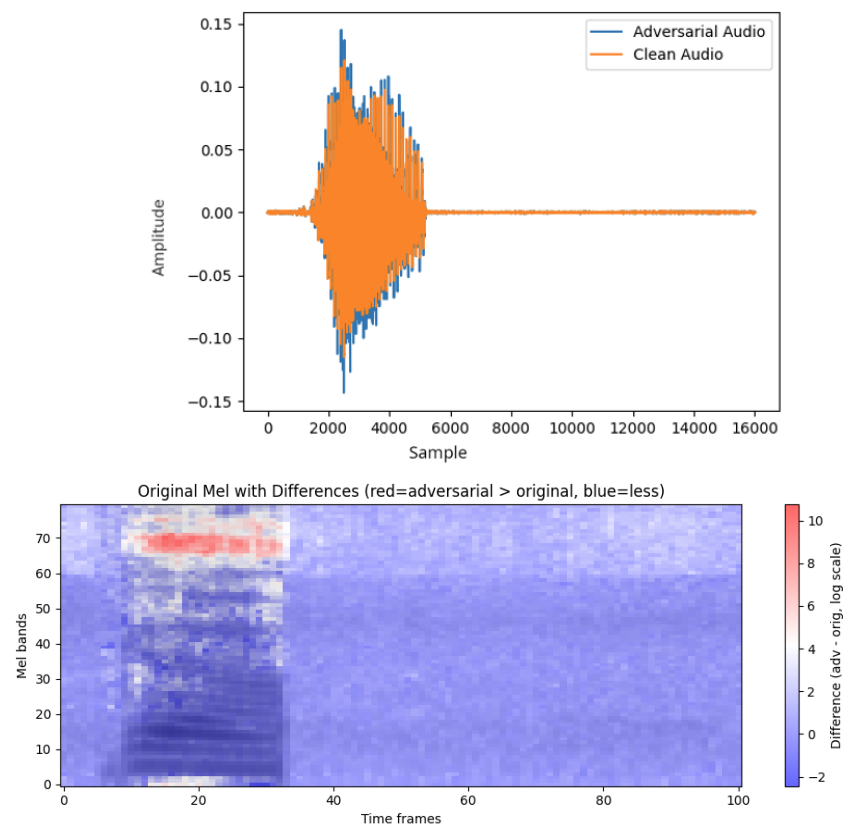 0.15
0.10
0.05
0.00
−0.05
−0.10
−0.15
Amplitude
Adversarial Audio
Clean Audio
0 2000 4000 6000 8000 10000 12000 14000 16000
Sample
Original Mel with Differences (red=adversarial > original, blue=less)
70
60
50
40
30
20
10
0
Mel bands
0 20 40 60 80 100
Time frames
10
8
6
4
2
0
−2
Difference (adv - orig, log scale)